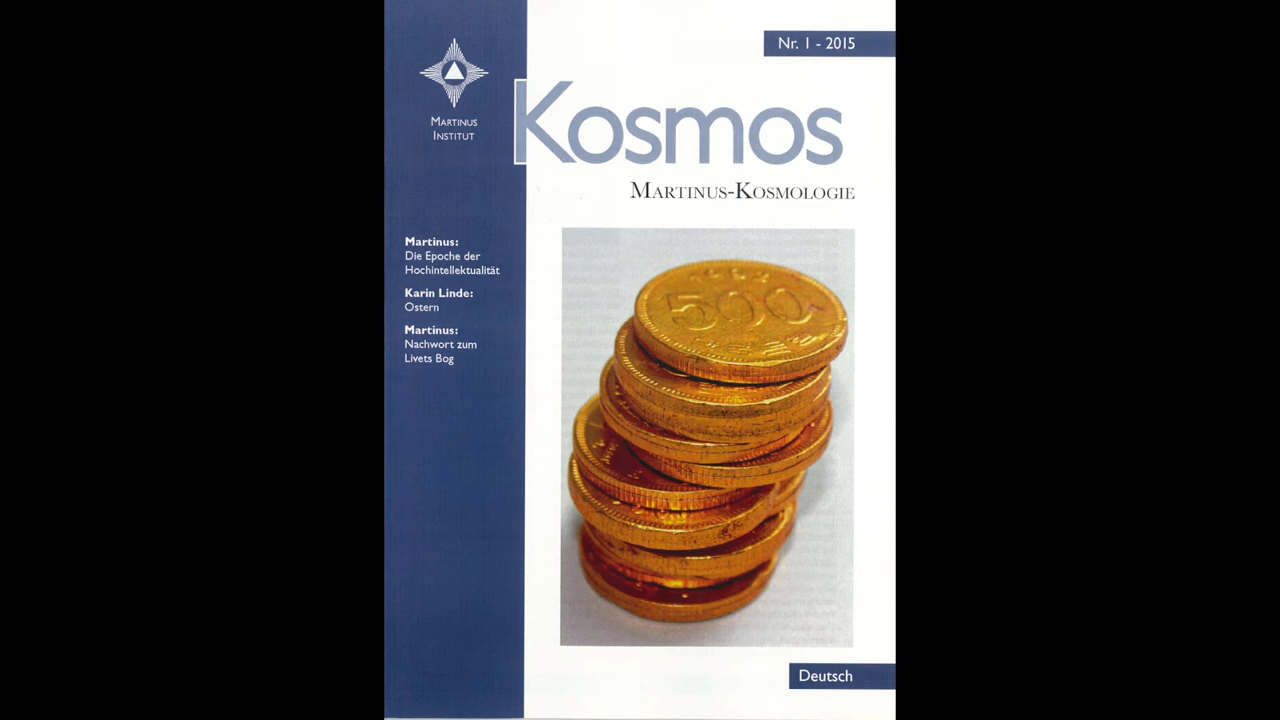 Nr. 1 - 2015
MARTINUS
INSTITUT
Kosmos
MARTINUS-KOSMOLOGIE
Martinus:
Die Epoche der
Hochintellektualität
Karin Linde:
Ostern
Martinus:
Nachwort zum
Livets Bog
1982
500
Deutsch